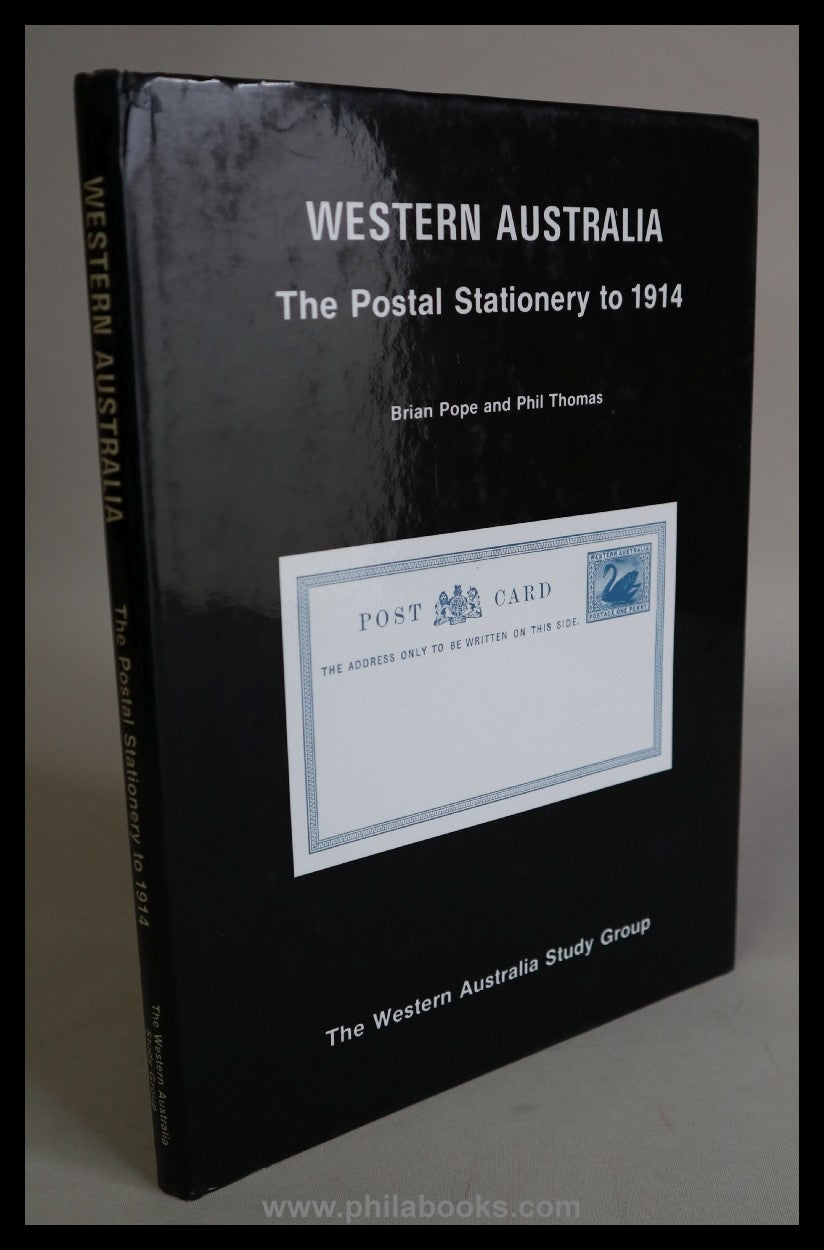 WESTERN AUSTRALIA
The Postal Stationery to 1914
Brian Pope and Phil Thomas
POST CARD
WESTERN AUSTRALIA
POSTAGE ONE PENNY
THE ADDRESS ONLY TO BE WRITTEN ON THIS SIDE.
The Western Australia Study Group
WESTERN AUSTRALIA
The Postal Stationery to 1914
The Western Australia
Study Group
www.philabooks.com